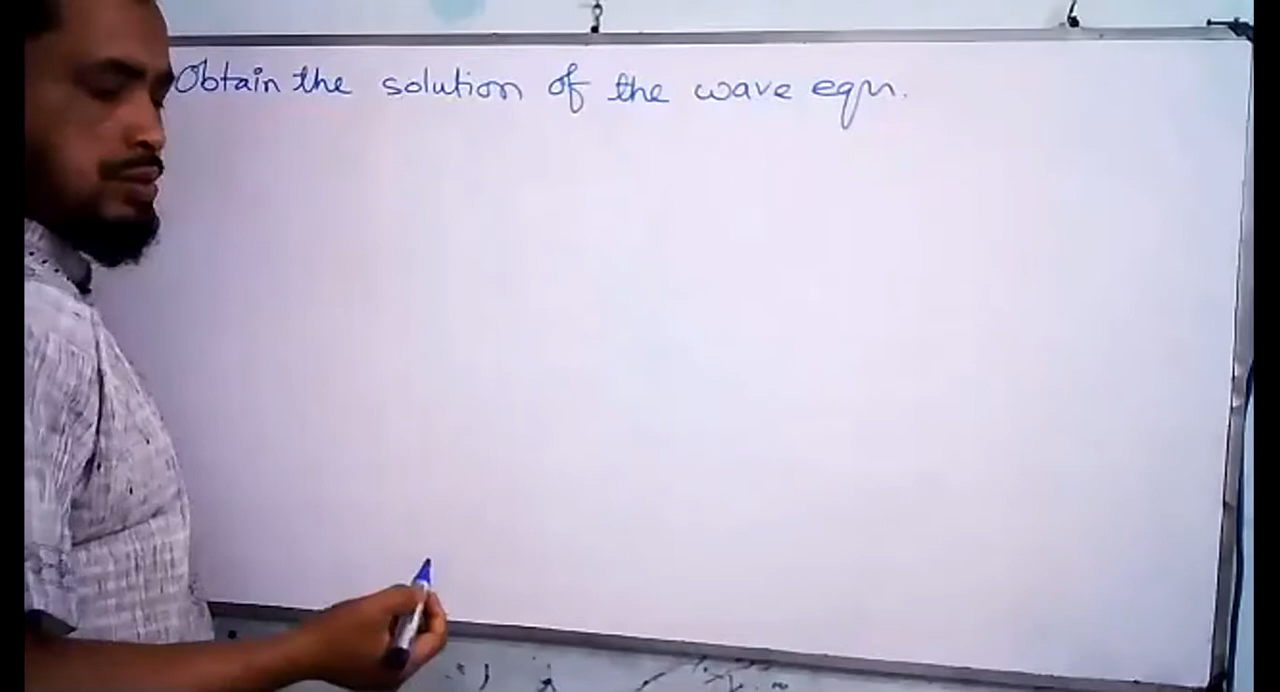 Obtain the solution of the wave eqn.